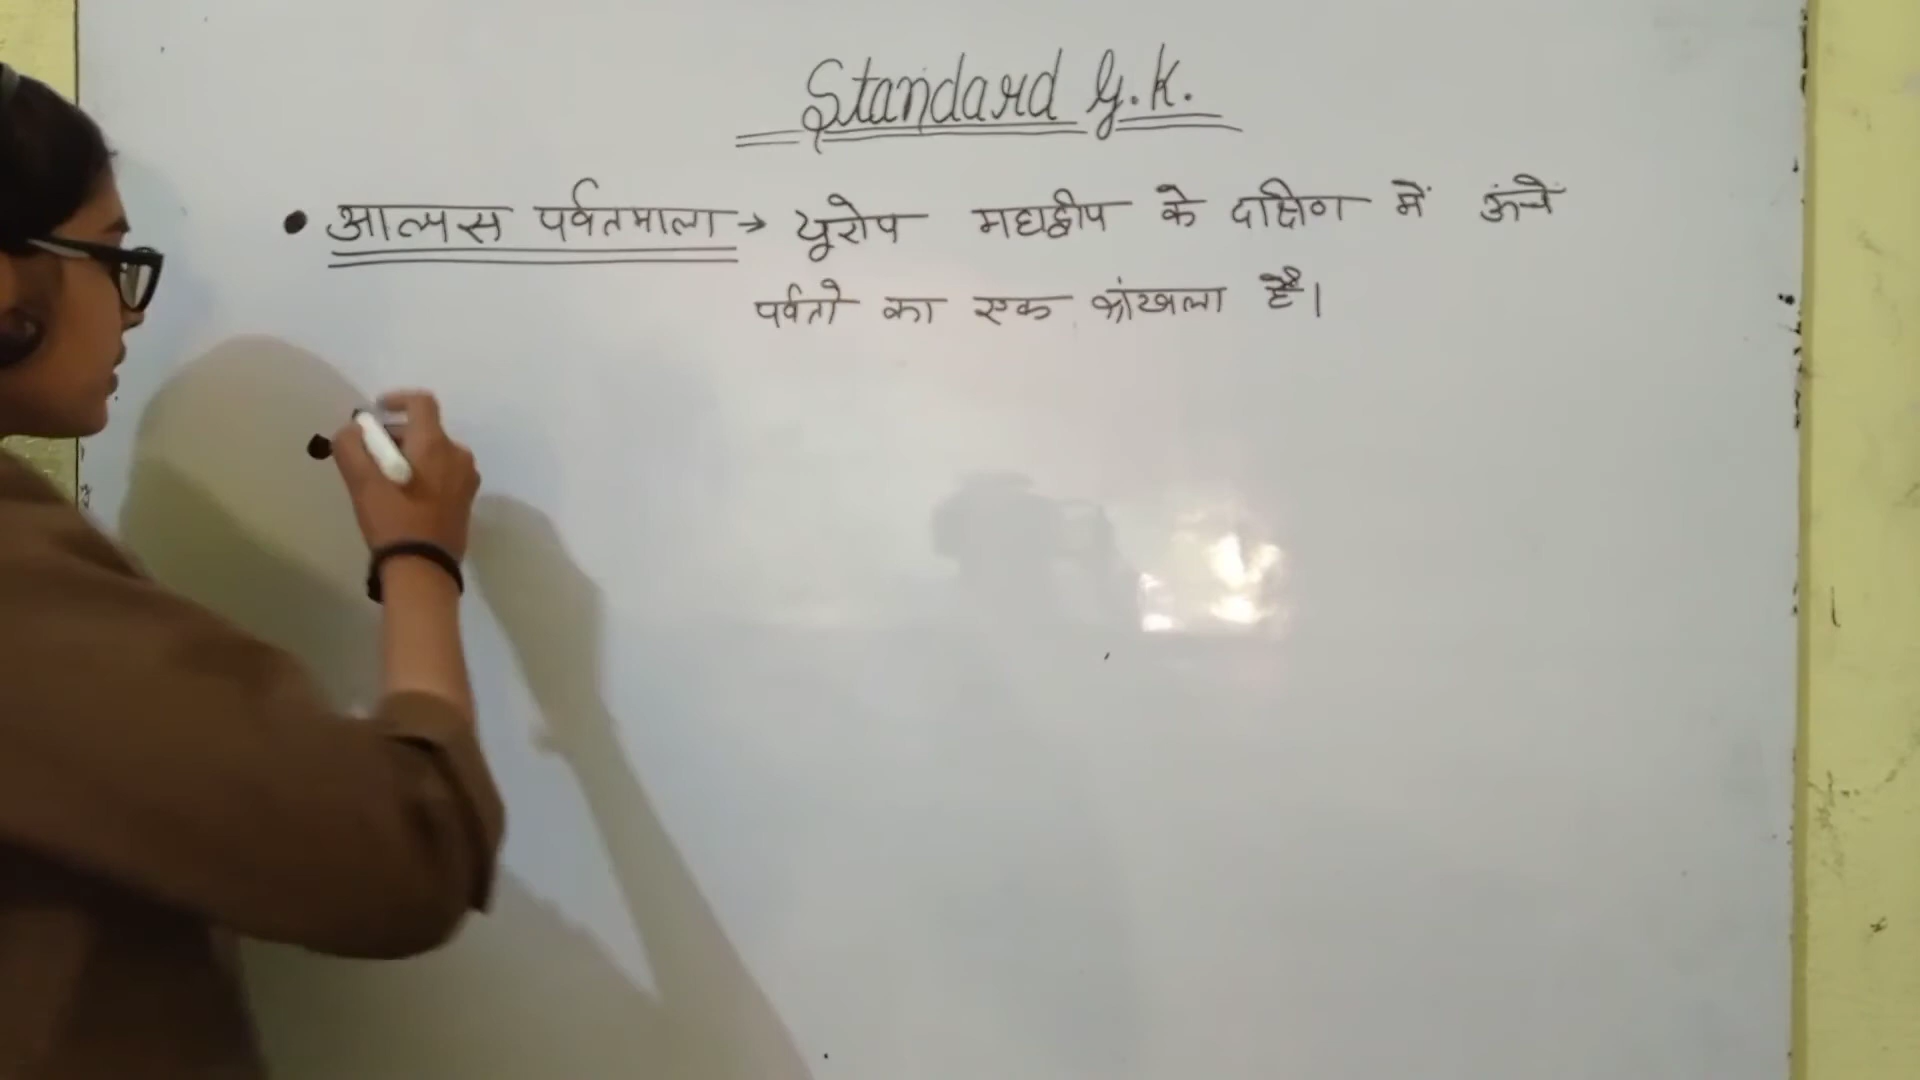 Standard G.K.
• आल्पस पर्वतमाला → यूरोप महाद्वीप के दक्षिण में ऊंचें
पर्वतो का एक श्रंखला है।